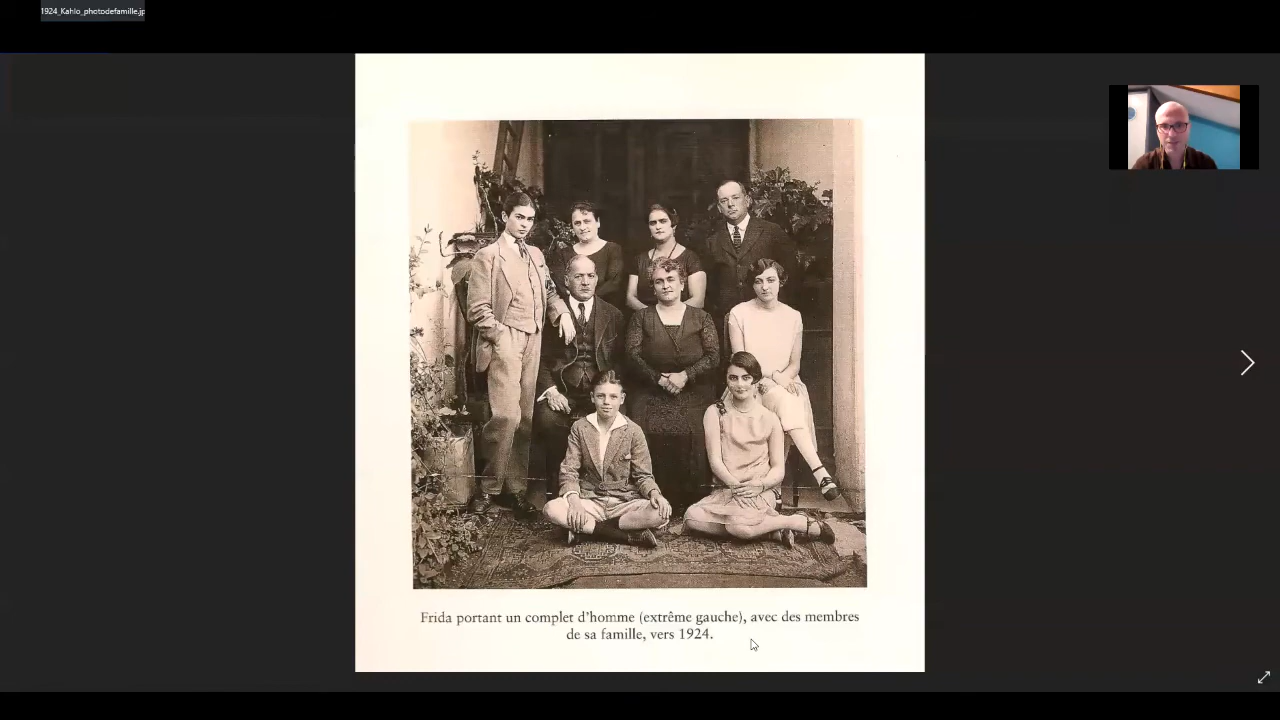 1924_Kahlo_photodefamille.jp
Frida portant un complet d'homme (extrême gauche), avec des membres
de sa famille, vers 1924.